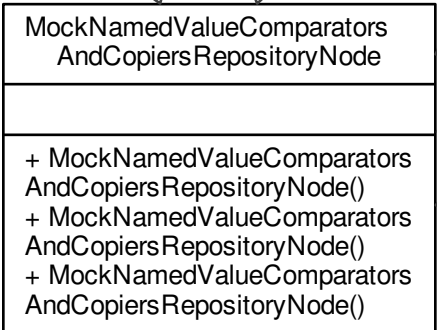 MockNamedValueComparators
AndCopiersRepositoryNode
+ MockNamedValueComparators
AndCopiersRepositoryNode()
+ MockNamedValueComparators
AndCopiersRepositoryNode()
+ MockNamedValueComparators
AndCopiersRepositoryNode()